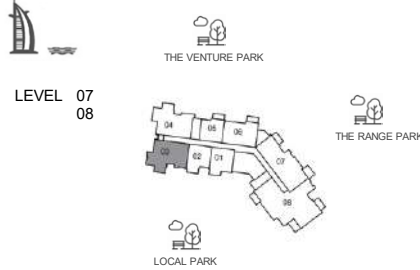 THE VENTURE PARK
LEVEL 07
08
THE RANGE PARK
04
05
06
03
02
01
07
08
LOCAL PARK